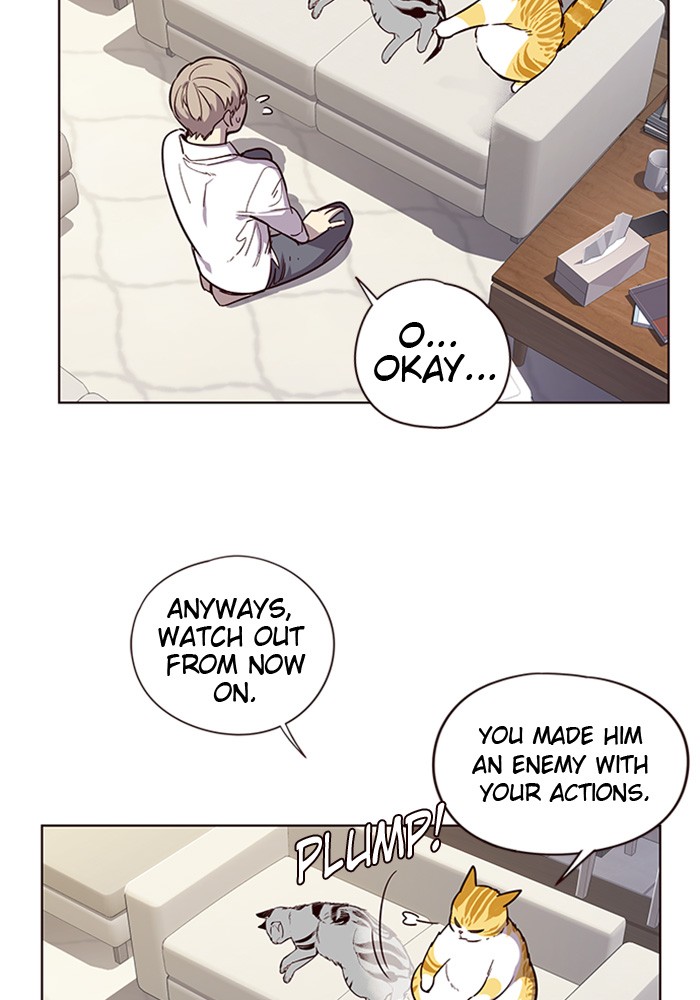 O...
OKAY...
ANYWAYS,
WATCH OUT
FROM NOW
ON.
YOU MADE HIM
AN ENEMY WITH
YOUR ACTIONS.
PLUMP!